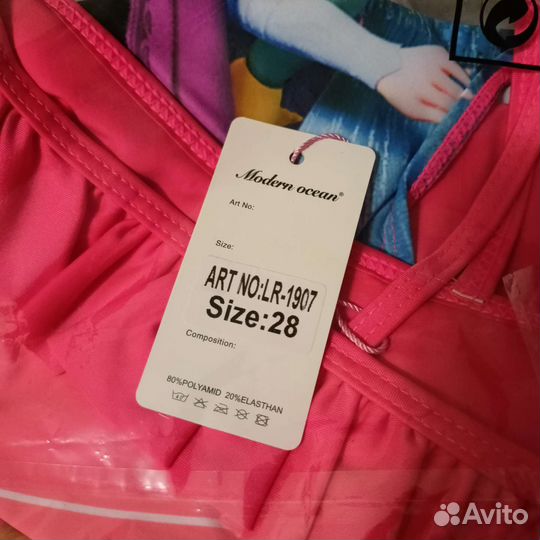 Modern ocean®
Art No:
Size:
ART NO:LR-1907
Size:28
Composition:
80%POLYAMID 20%ELASTHAN
Avito